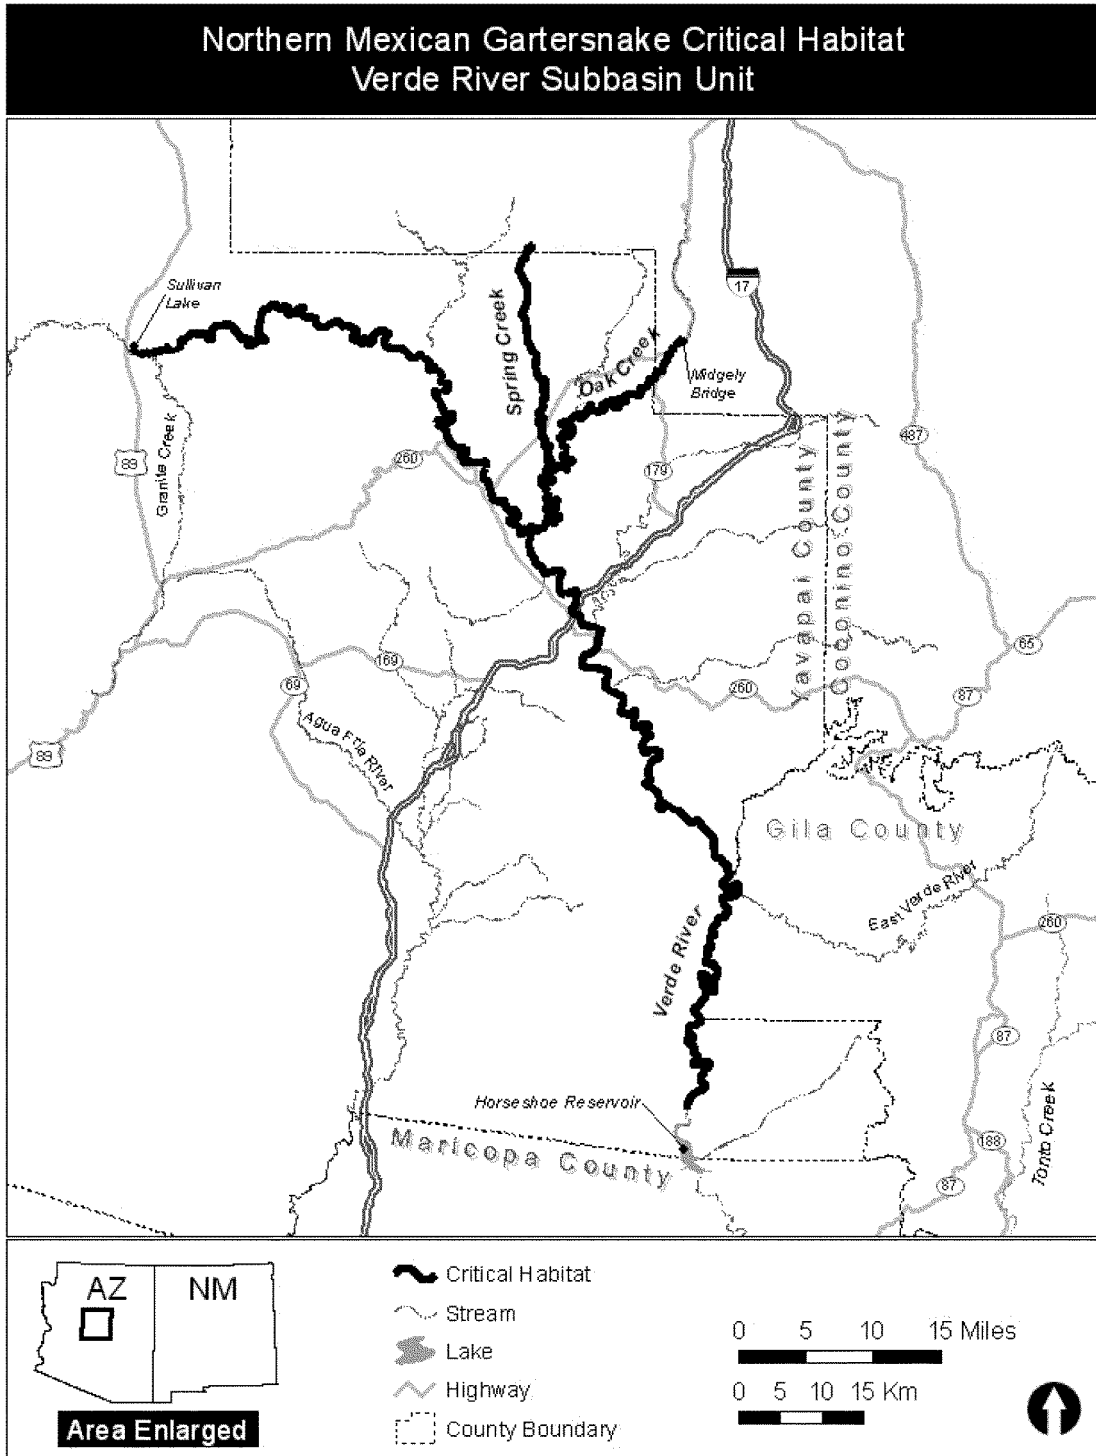 Northern Mexican Gartersnake Critical Habitat
Verde River Subbasin Unit
17
Sullivan
Lake
Spring Creek
Oak Creek
Midgely
Bridge
Granite Creek
89
260
179
487
Yavapai County
Coconino County
65
169
69
260
87
89
Agua Fria River
Gila County
East Verde River
260
Verde River
87
Horseshoe Reservoir
Maricopa County
188
Tonto Creek
87
AZ
NM
Area Enlarged
Critical Habitat
Stream
Lake
Highway
County Boundary
0 5 10 15 Miles
0 5 10 15 Km